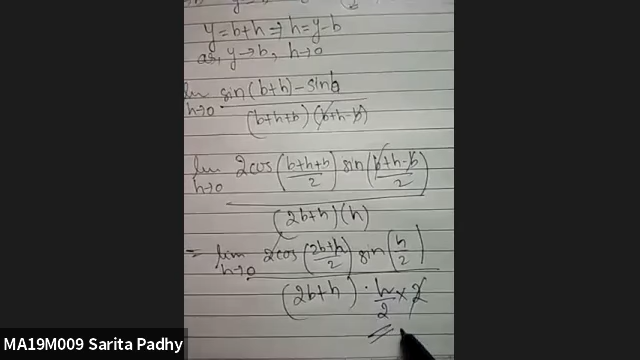 y = b+h ⇒ h = y-b
as, y → b, h → 0
lim h→0 sin(b+h) - sinb / (b+h+b)(b+h-b)
lim h→0 2cos((b+h+b)/2) sin((b+h-b)/2) / (2b+h)(h)
= lim h→0 2cos((2b+h)/2) sin(h/2) / (2b+h) · h/2 × 2
MA19M009 Sarita Padhy